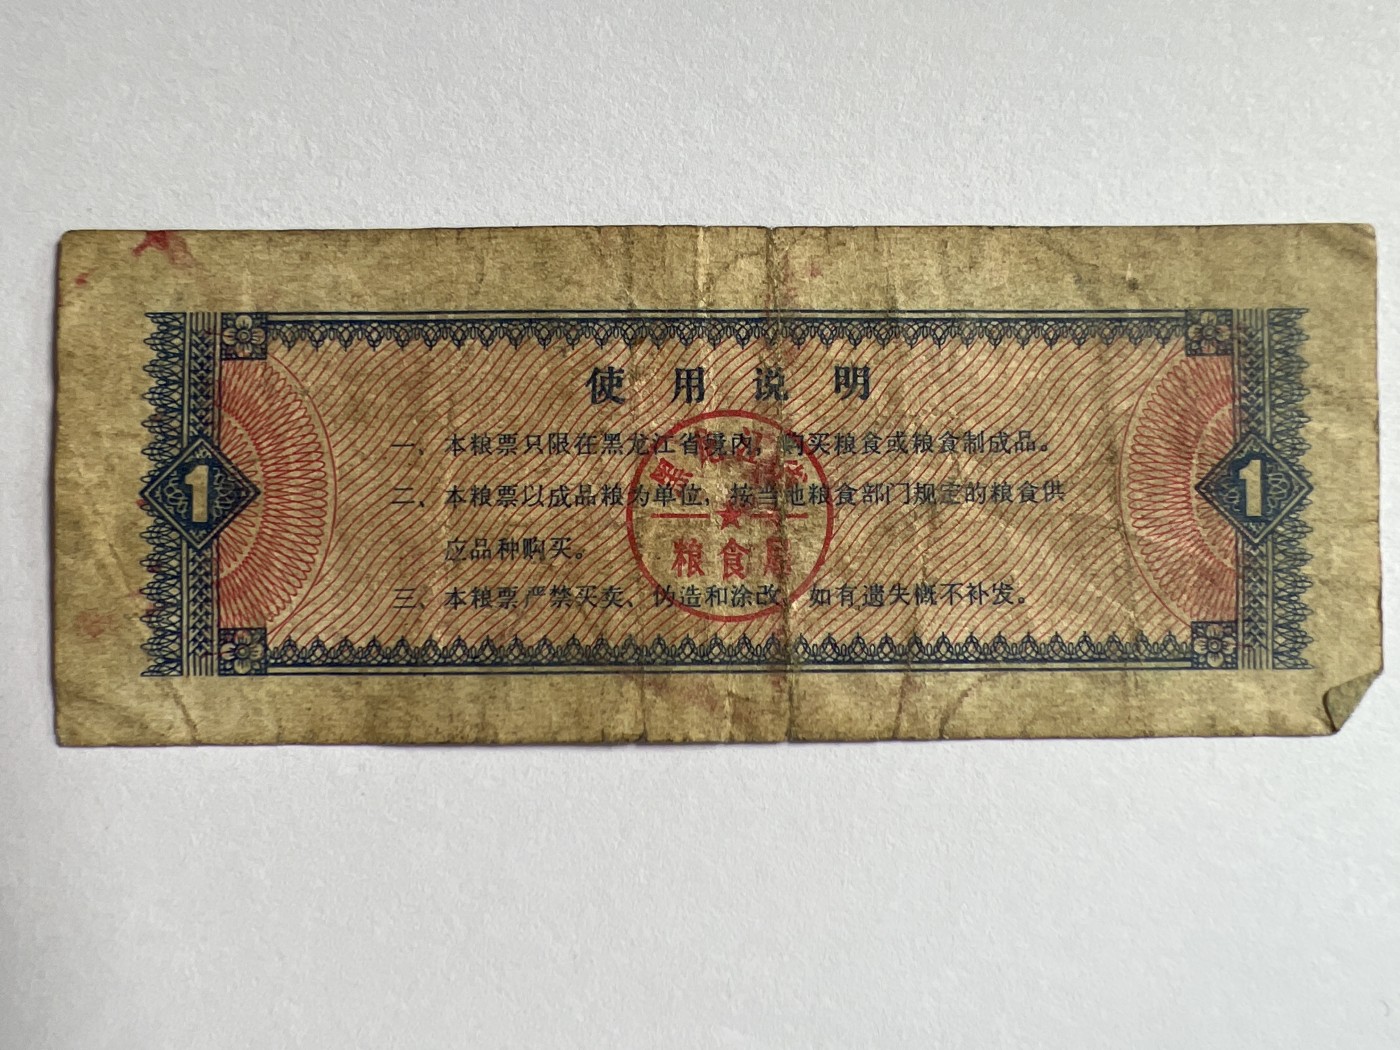 使用说明
一、本粮票只限在黑龙江省境内，购买粮食或粮食制成品。
二、本粮票以成品粮为单位，按当地粮食部门规定的粮食供
应品种购买。
三、本粮票严禁买卖、伪造和涂改，如有遗失概不补发。
黑龙江省
粮食局
1
1